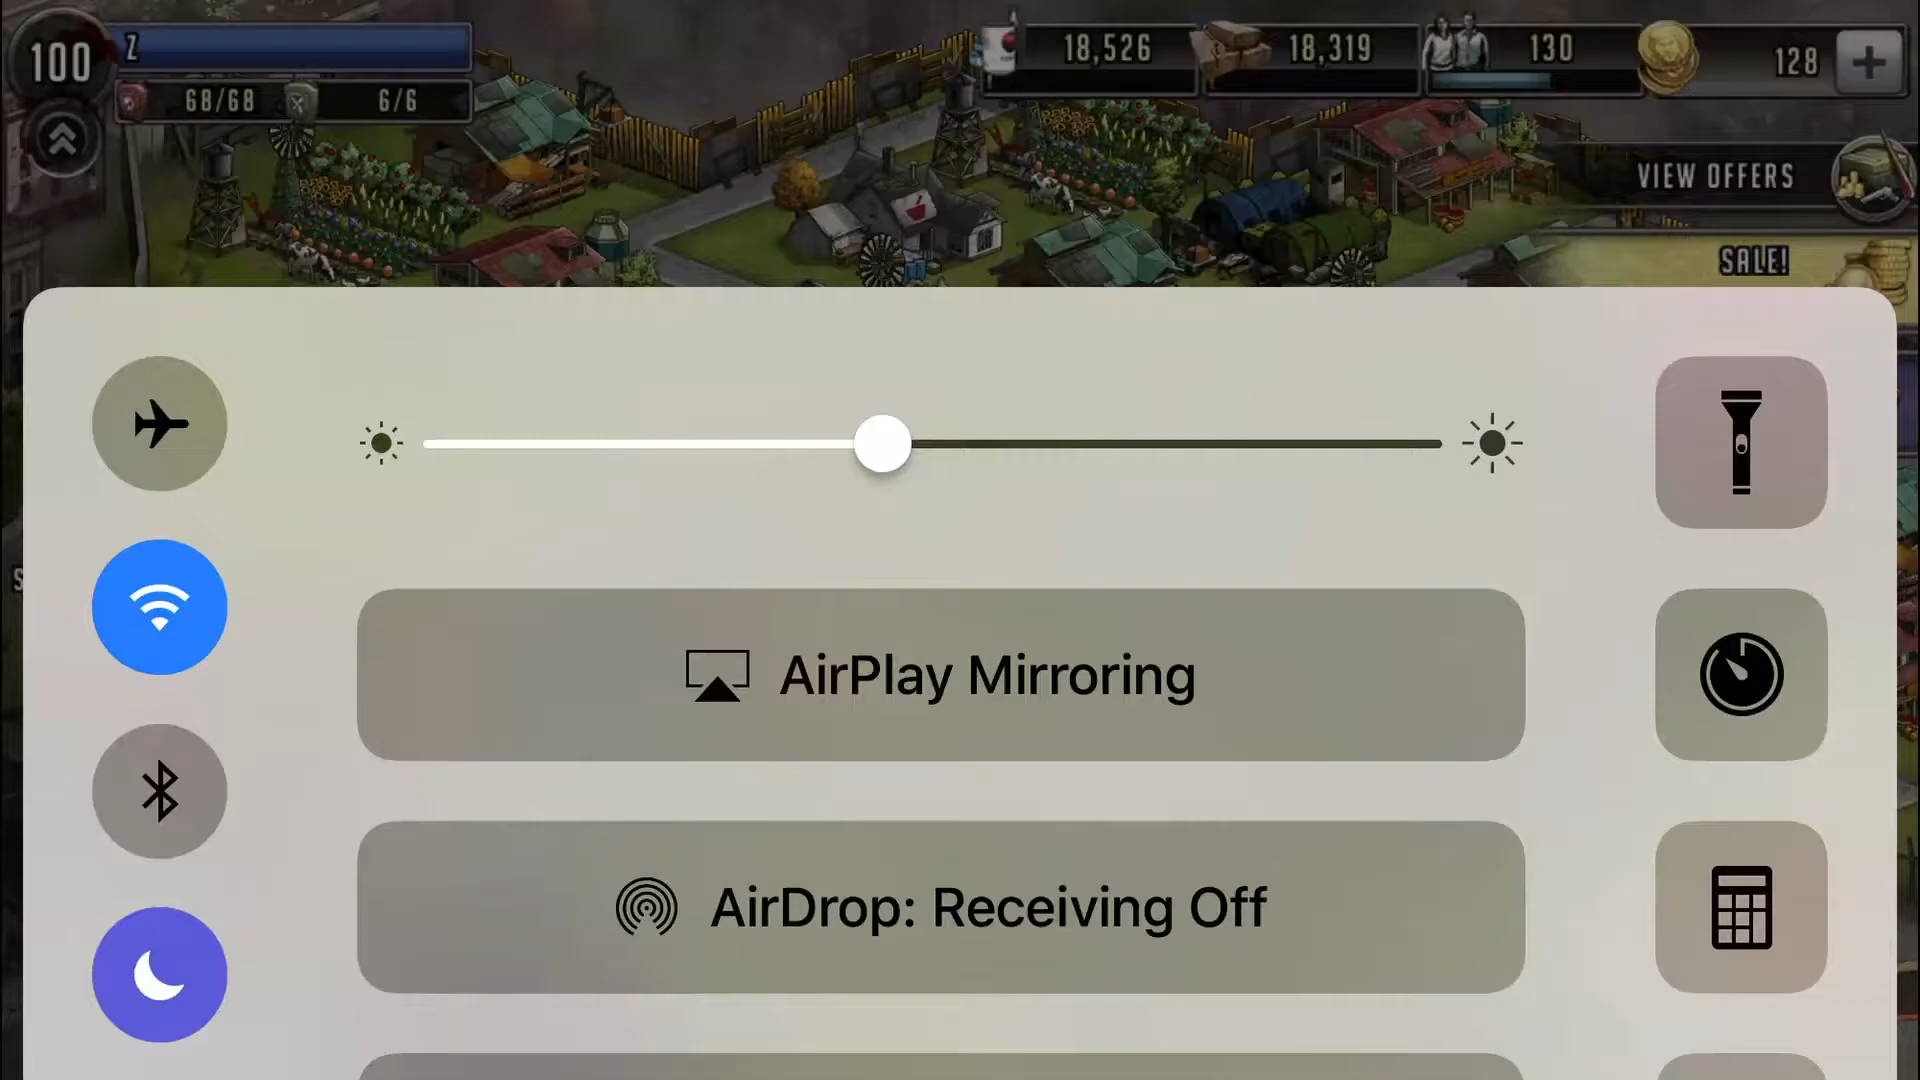 100
Z
68/68
6/6
18,526
18,319
130
128
VIEW OFFERS
SALE!
AirPlay Mirroring
AirDrop: Receiving Off